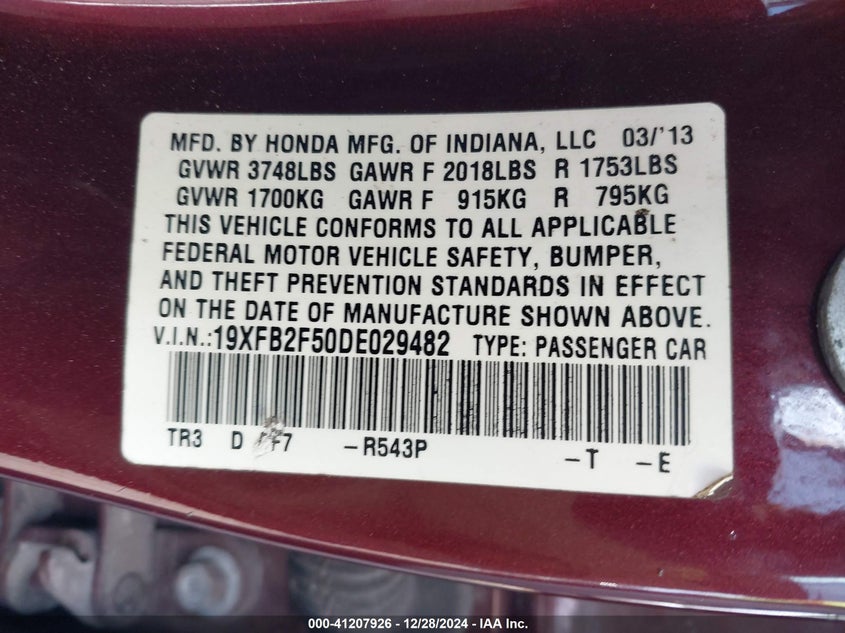 MFD. BY HONDA MFG. OF INDIANA, LLC 03/'13
GVWR 3748LBS GAWR F 2018LBS R 1753LBS
GVWR 1700KG GAWR F 915KG R 795KG
THIS VEHICLE CONFORMS TO ALL APPLICABLE
FEDERAL MOTOR VEHICLE SAFETY, BUMPER,
AND THEFT PREVENTION STANDARDS IN EFFECT
ON THE DATE OF MANUFACTURE SHOWN ABOVE.
V.I.N.:19XFB2F50DE029482 TYPE: PASSENGER CAR
TR3 D -R543P -T -E
000-41207926 | 12/28/2024 - IAA Inc.